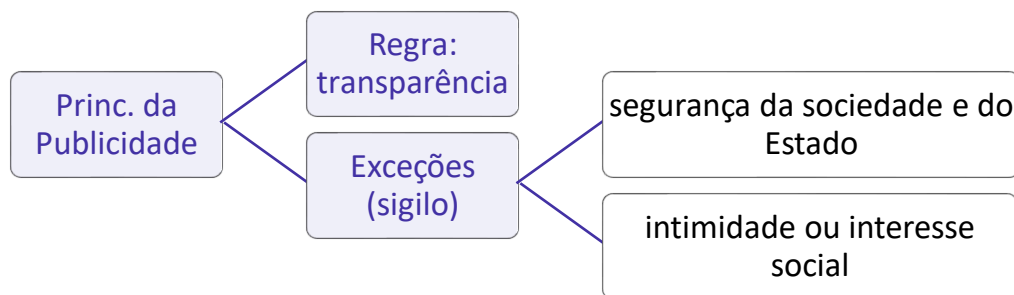 Princ. da
Publicidade
Regra:
transparência
Exceções
(sigilo)
segurança da sociedade e do
Estado
intimidade ou interesse
social